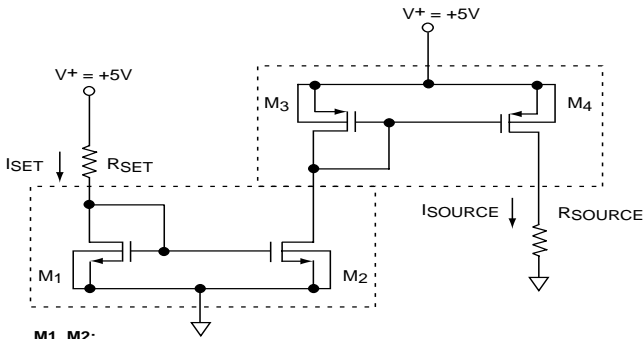 V+ = +5V
V+ = +5V
M3
M4
ISET
RSET
ISOURCE
RSOURCE
M1
M2
M1, M2: